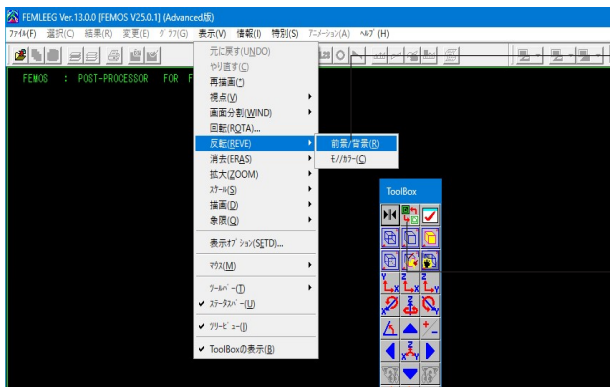 FEMLEEG Ver.13.0.0 [FEMOS V25.0.1] (Advanced版)
ファイル(F) 選択(C) 結果(R) 変更(E) グラフ(G) 表示(V) 情報(I) 特別(S) アニメーション(A) ヘルプ(H)
FEMOS : POST-PROCESSOR FOR F
元に戻す(UNDO)
やり直す(C)
再描画(*)
視点(V)
画面分割(WIND)
回転(ROTA)...
反転(REVE)
消去(ERAS)
拡大(ZOOM)
スケール(S)
描画(D)
象限(Q)
表示オプション(SETD)...
マウス(M)
ツールバー(T)
ステータスバー(U)
ツリービュー(I)
ToolBoxの表示(B)
前景/背景(R)
モノ/カラー(C)
ToolBox